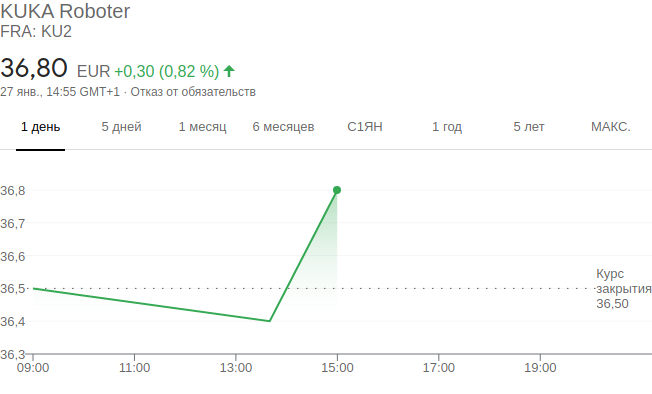 KUKA Roboter
FRA: KU2
36,80 EUR +0,30 (0,82 %)
27 янв., 14:55 GMT+1 · Отказ от обязательств
1 день 5 дней 1 месяц 6 месяцев С1ЯН 1 год 5 лет МАКС.
36,8
36,7
36,6
36,5
36,4
36,3
Курс
закрытия
36,50
09:00 11:00 13:00 15:00 17:00 19:00